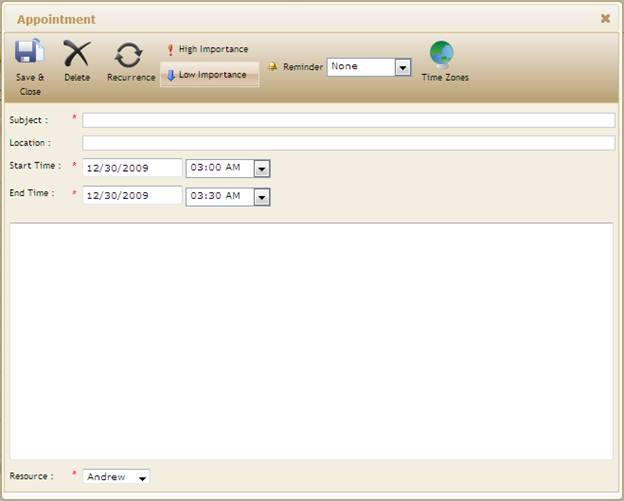 Appointment
Save & Close
Delete
Recurrence
High Importance
Low Importance
Reminder None
Time Zones
Subject : *
Location :
Start Time : * 12/30/2009 03:00 AM
End Time : * 12/30/2009 03:30 AM
Resource : * Andrew